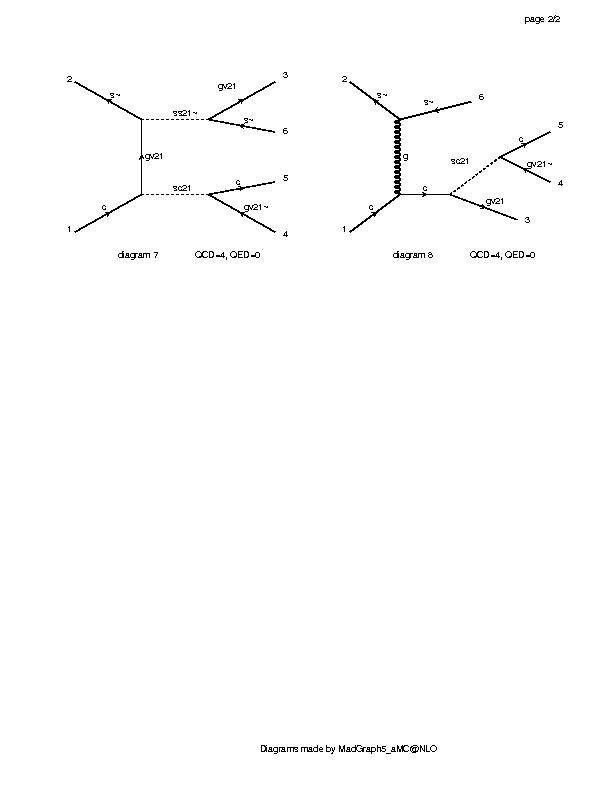 page 2/2
2
s~
ss21~
gv21
3
s~
6
gv21
c
sc21
c
5
gv21~
1
4
diagram 7
QCD=4, QED=0
2
s~
s~
6
g
sc21
c
5
gv21~
4
c
c
gv21
3
1
diagram 8
QCD=4, QED=0
Diagrams made by MadGraph5_aMC@NLO